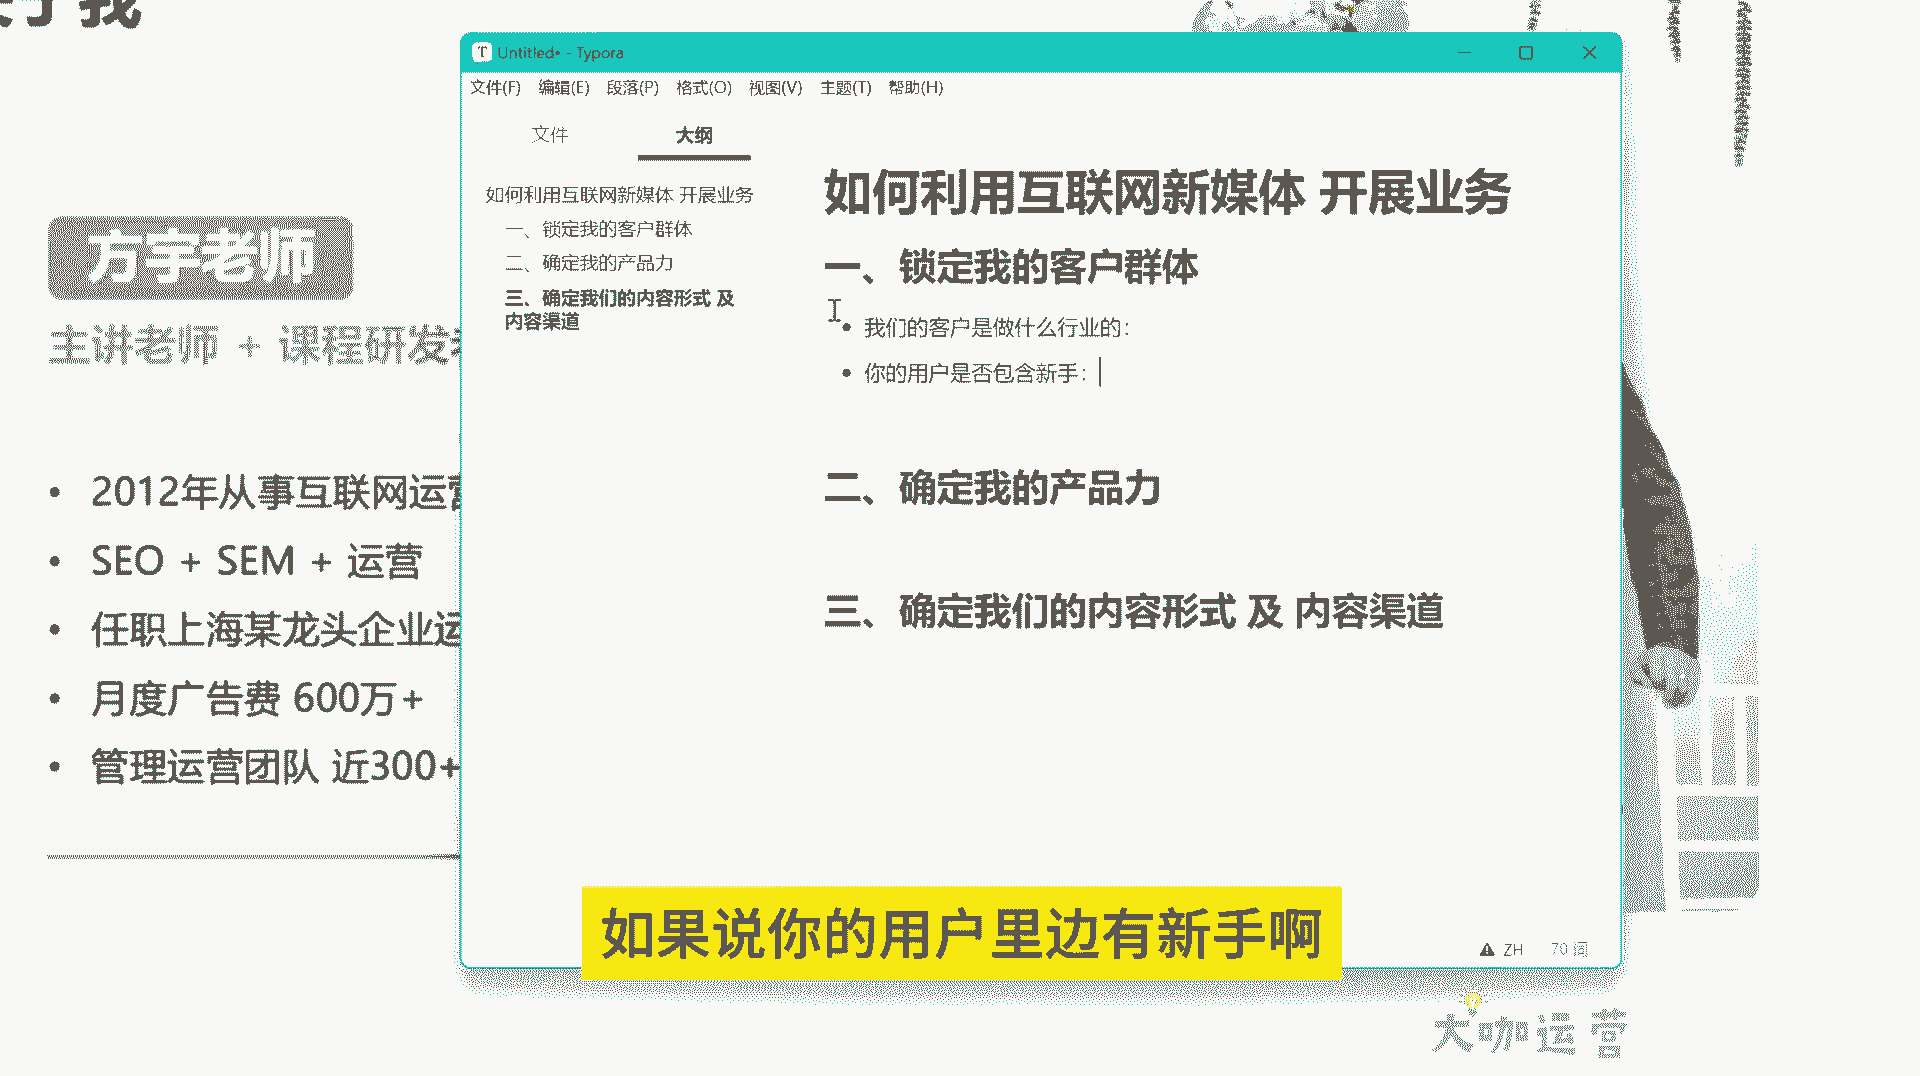 于我
方宇老师
主讲老师 + 课程研发
• 2012年从事互联网运营
• SEO + SEM + 运营
• 任职上海某龙头企业运
• 月度广告费 600万+
• 管理运营团队 近300+
Untitled• - Typora
文件(F) 编辑(E) 段落(P) 格式(O) 视图(V) 主题(T) 帮助(H)
文件 大纲
如何利用互联网新媒体 开展业务
一、锁定我的客户群体
二、确定我的产品力
三、确定我们的内容形式 及
内容渠道
如何利用互联网新媒体 开展业务
一、锁定我的客户群体
• 我们的客户是做什么行业的：
• 你的用户是否包含新手：
二、确定我的产品力
三、确定我们的内容形式 及 内容渠道
ZH 70 词
如果说你的用户里边有新手啊
大咖运营